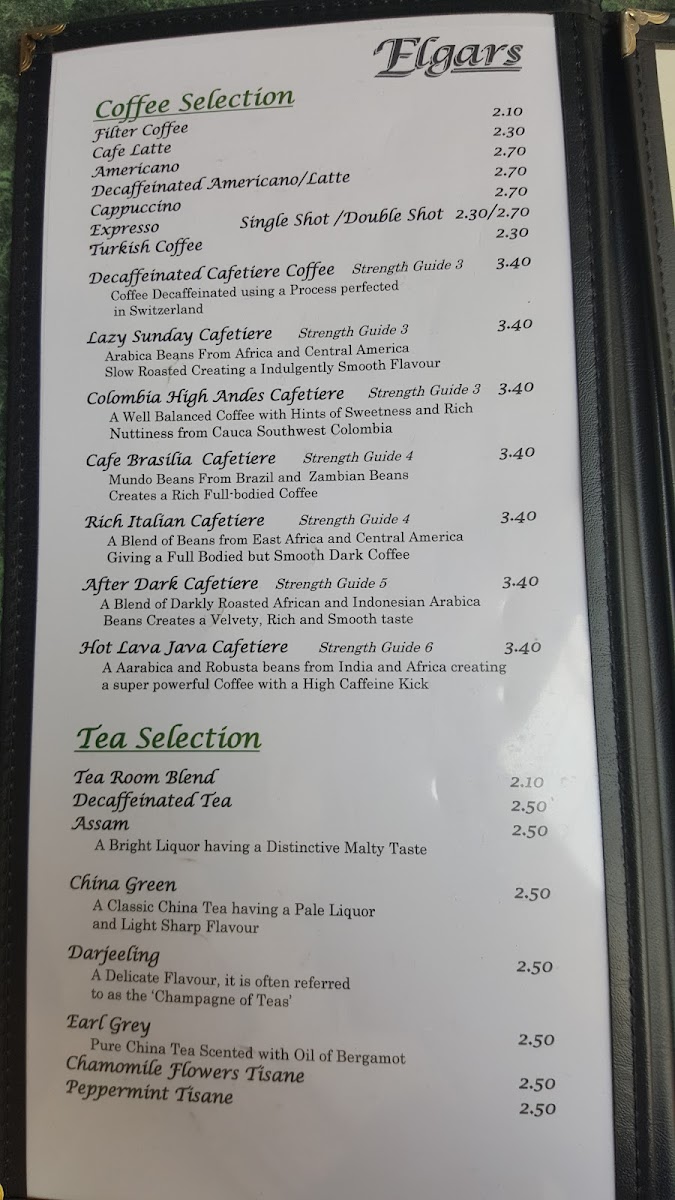 Elgars
Coffee Selection
Filter Coffee 2.10
Cafe Latte 2.30
Americano 2.70
Decaffeinated Americano/Latte 2.70
Cappuccino 2.70
Expresso Single Shot /Double Shot 2.30/2.70
Turkish Coffee 2.30
Decaffeinated Cafetiere Coffee Strength Guide 3 3.40
Coffee Decaffeinated using a Process perfected
in Switzerland
Lazy Sunday Cafetiere Strength Guide 3 3.40
Arabica Beans From Africa and Central America
Slow Roasted Creating a Indulgently Smooth Flavour
Colombia High Andes Cafetiere Strength Guide 3 3.40
A Well Balanced Coffee with Hints of Sweetness and Rich
Nuttiness from Cauca Southwest Colombia
Cafe Brasilia Cafetiere Strength Guide 4 3.40
Mundo Beans From Brazil and Zambian Beans
Creates a Rich Full-bodied Coffee
Rich Italian Cafetiere Strength Guide 4 3.40
A Blend of Beans from East Africa and Central America
Giving a Full Bodied but Smooth Dark Coffee
After Dark Cafetiere Strength Guide 5 3.40
A Blend of Darkly Roasted African and Indonesian Arabica
Beans Creates a Velvety, Rich and Smooth taste
Hot Lava Java Cafetiere Strength Guide 6 3.40
A Aarabica and Robusta beans from India and Africa creating
a super powerful Coffee with a High Caffeine Kick
Tea Selection
Tea Room Blend 2.10
Decaffeinated Tea 2.50
Assam 2.50
A Bright Liquor having a Distinctive Malty Taste
China Green 2.50
A Classic China Tea having a Pale Liquor
and Light Sharp Flavour
Darjeeling 2.50
A Delicate Flavour, it is often referred
to as the 'Champagne of Teas'
Earl Grey 2.50
Pure China Tea Scented with Oil of Bergamot
Chamomile Flowers Tisane 2.50
Peppermint Tisane 2.50